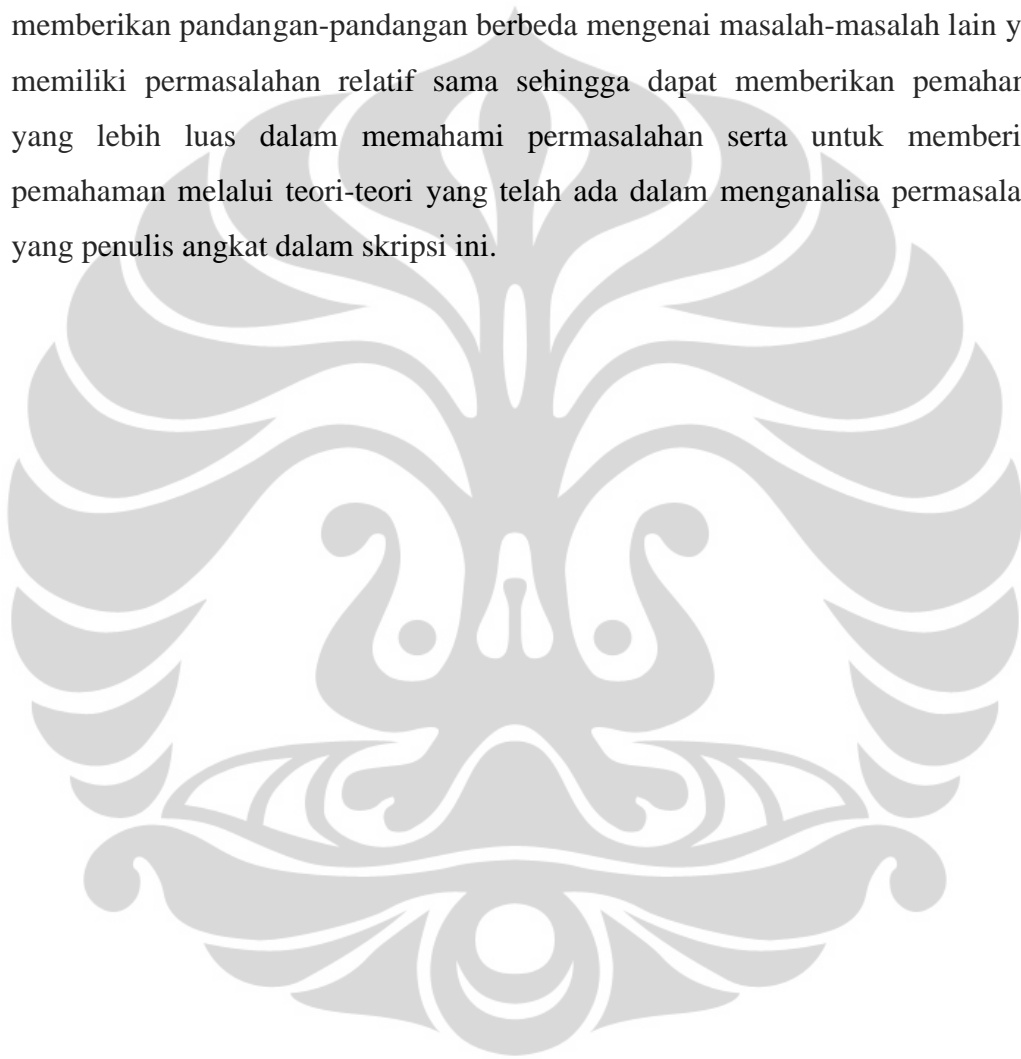 memberikan pandangan-pandangan berbeda mengenai masalah-masalah lain y
memiliki permasalahan relatif sama sehingga dapat memberikan pemahar
yang lebih luas dalam memahami permasalahan serta untuk memberi
pemahaman melalui teori-teori yang telah ada dalam menganalisa permasala
yang penulis angkat dalam skripsi ini.